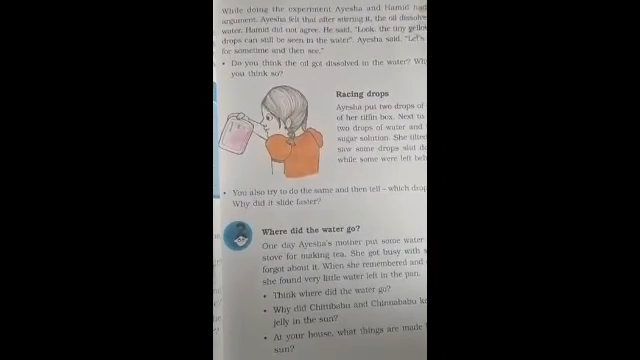 While doing the experiment Ayesha and Hamid had
argument. Ayesha felt that after stirring it, the oil dissolve
water. Hamid did not agree. He said, "Look, the tiny yellow
drops can still be seen in the water". Ayesha said, "Let's
for sometime and then see."
• Do you think the oil got dissolved in the water? Why
you think so?
Racing drops
Ayesha put two drops of
of her tiffin box. Next to
two drops of water and
sugar solution. She tilted
saw some drops slid do
while some were left beh
• You also try to do the same and then tell – which drop
Why did it slide faster?
Where did the water go?
One day Ayesha's mother put some water
stove for making tea. She got busy with s
forgot about it. When she remembered and
she found very little water left in the pan.
• Think where did the water go?
• Why did Chittibabu and Chinnababu ke
jelly in the sun?
• At your house, what things are made
sun?